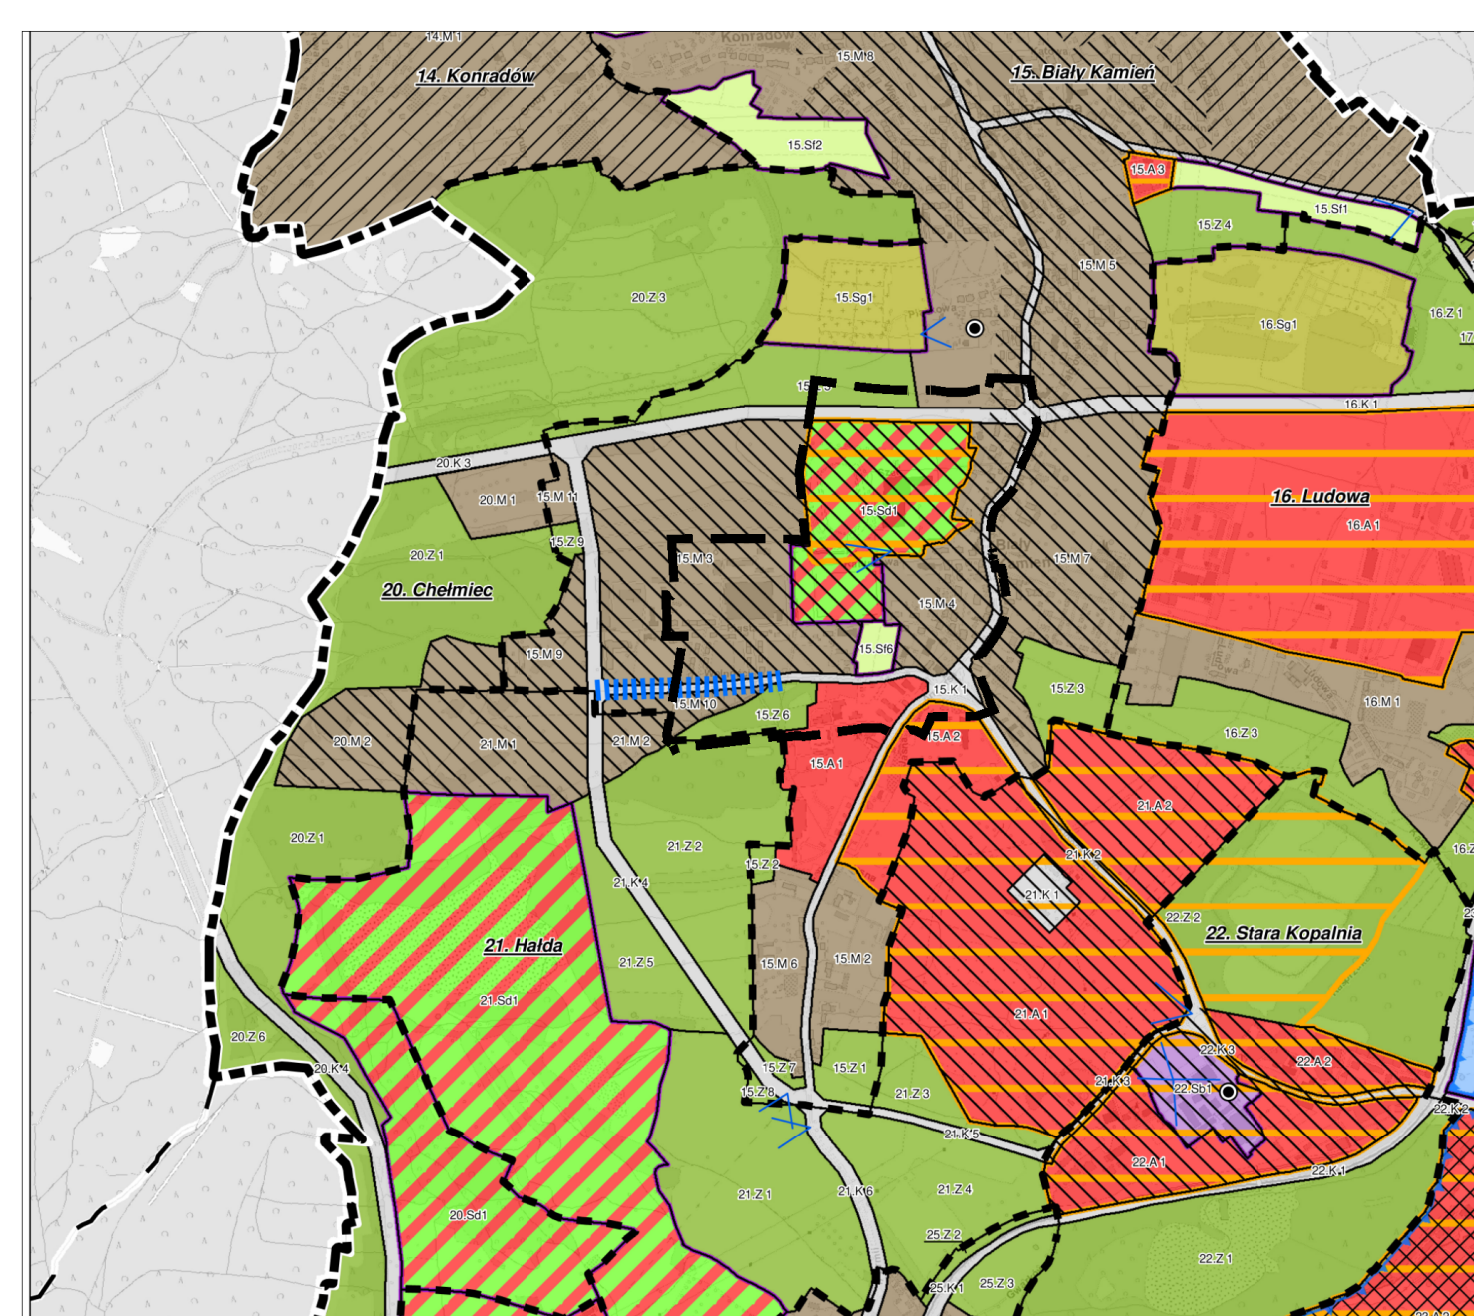 14.M 1
Konradów
15.M 8
14. Konradów
15. Biały Kamień
15.Sf2
15.A 3
15.Sf1
15.Z 4
15.M 5
20.Z 3
15.Sg1
16.Z 1
16.Sg1
17
16.K 1
20.K 3
20.M 1
15.M 11
16. Ludowa
15.Sd1
16.A 1
15.Z 9
20.Z 1
15.M 3
Biały
Kamień
15.M 7
20. Chełmiec
15.M 4
15.M 9
15.Sf6
15.K 1
15.Z 3
15.M 10
16.M 1
15.Z 6
16.Z 3
20.M 2
21.M 1
21.M 2
15.A 2
15.A 1
21.A 2
20.Z 1
21.Z 2
15.Z 2
21.K 2
16.Z
21.K 4
21.K 1
22.Z 2
23
22. Stara Kopalnia
21. Hałda
21.Z 5
15.M 6
15.M 2
21.Sd1
21.A 1
20.Z 6
22.K 3
22.A 2
20.K 4
15.Z 7
15.Z 1
21.K 3
15.Z 8
21.Z 3
22.Sb1
22.K 2
21.K 5
22.A 1
22.K 1
21.Z 1
21.K 6
21.Z 4
20.Sd1
25.Z 2
22.Z 1
25.K 1
25.Z 3